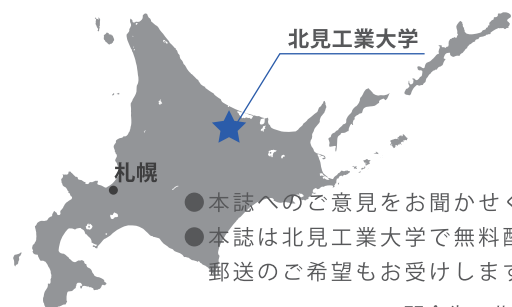 北見工業大学
札幌
●本誌へのご意見をお聞かせく
●本誌は北見工業大学で無料配
郵送のご希望もお受けします